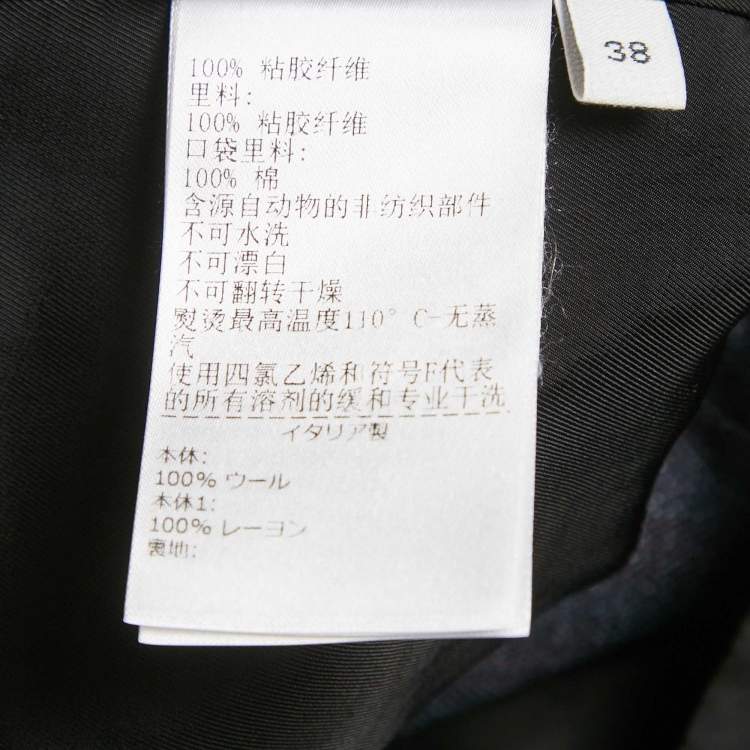 100% 粘胶纤维
里料:
100% 粘胶纤维
口袋里料:
100% 棉
含源自动物的非纺织部件
不可水洗
不可漂白
不可翻转干燥
熨烫最高温度110° C-无蒸
汽
使用四氯乙烯和符号F代表
的所有溶剂的缓和专业干洗
イタリア製
本体:
100% ウール
本体1:
100% レーヨン
裏地:
38